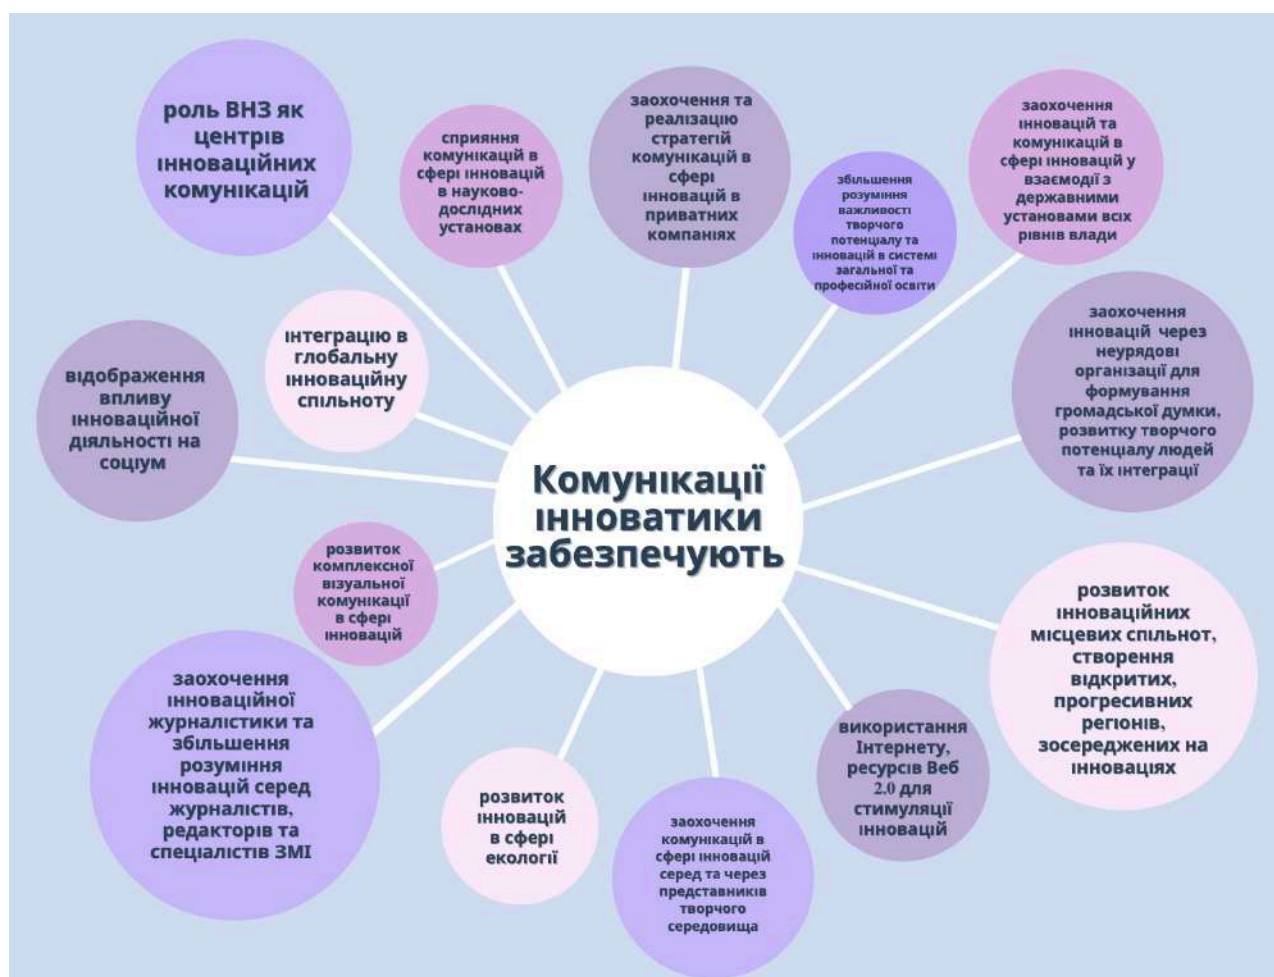 роль ВНЗ як
центрів
інноваційних
комунікацій
сприяння
комунікацій в
сфері інновацій
в науково-
дослідних
установах
заохочення та
реалізацію
стратегій
комунікацій в
сфері
інновацій в
приватних
компаніях
збільшення
розуміння
важливості
творчого
потенціалу та
інновацій в системі
загальної та
професійної освіти
заохочення
інновацій та
комунікацій в
сфері інновацій у
взаємодії з
державними
установами всіх
рівнів влади
інтеграцію в
глобальну
інноваційну
спільноту
заохочення
інновацій через
неурядові
організації для
формування
громадської думки,
розвитку творчого
потенціалу людей
та їх інтеграції
відображення
впливу
інноваційної
діяльності на
соціум
Комунікації
інноватики
забезпечують
розвиток
комплексної
візуальної
комунікації
в сфері
інновацій
розвиток
інноваційних
місцевих спільнот,
створення
відкритих,
прогресивних
регіонів,
зосереджених на
інноваціях
заохочення
інноваційної
журналістики та
збільшення
розуміння
інновацій серед
журналістів,
редакторів та
спеціалістів ЗМІ
використання
Інтернету,
ресурсів Веб
2.0 для
стимуляції
інновацій
розвиток
інновацій
в сфері
екології
заохочення
комунікацій в
сфері інновацій
серед та через
представників
творчого
середовища